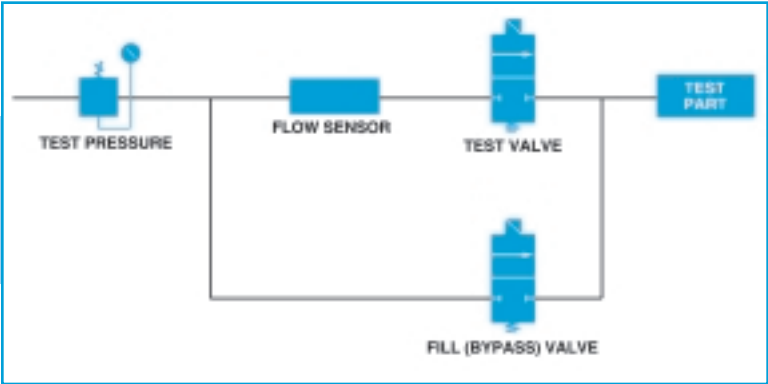 TEST PRESSURE
FLOW SENSOR
TEST VALVE
TEST
PART
FILL (BYPASS) VALVE